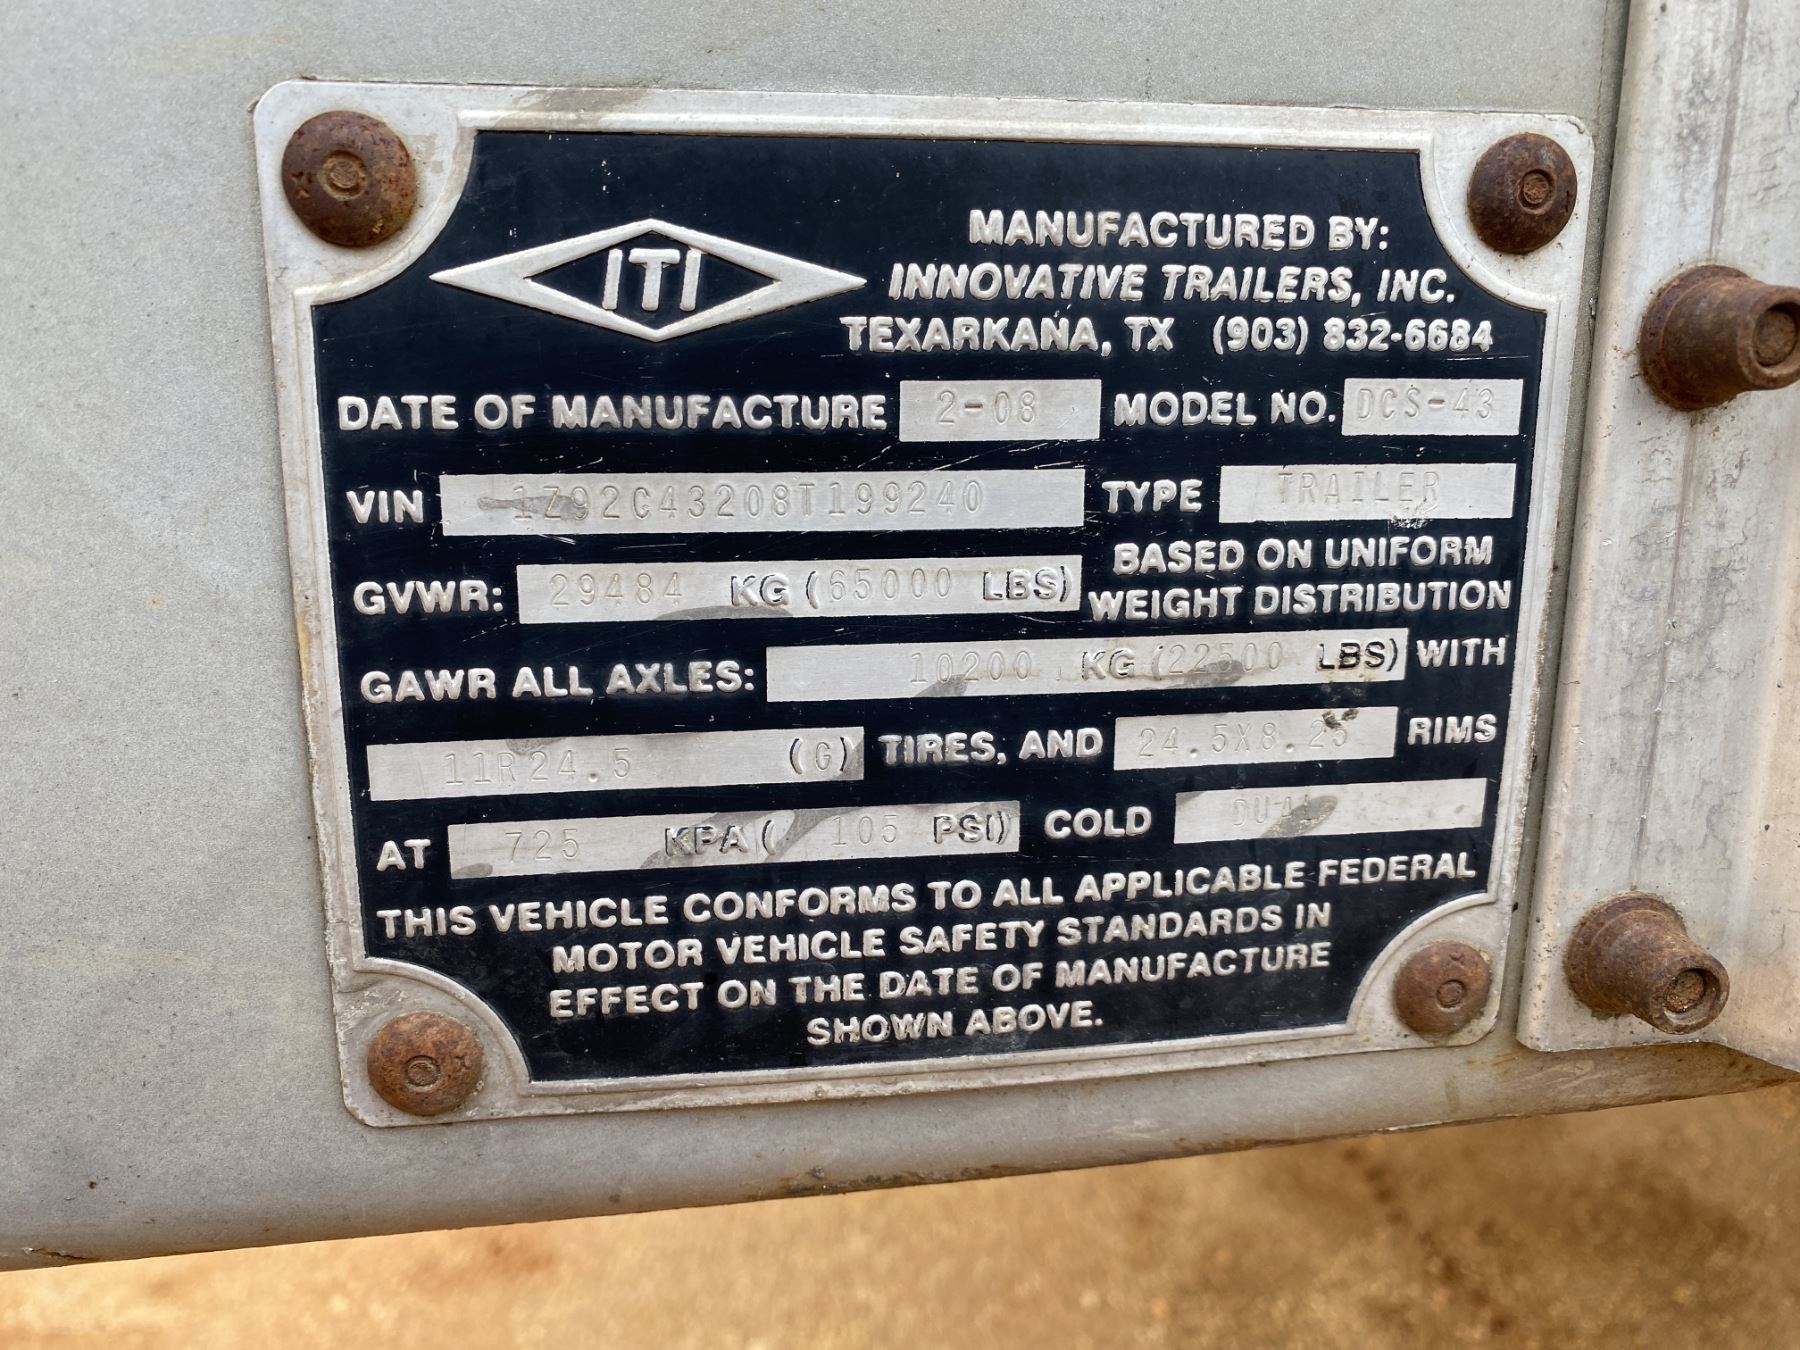 ITI
MANUFACTURED BY:
INNOVATIVE TRAILERS, INC.
TEXARKANA, TX (903) 832-6684
DATE OF MANUFACTURE 2-08 MODEL NO. DCS-43
VIN 1Z92C43208T199240 TYPE TRAILER
GVWR: 29484 KG (65000 LBS) BASED ON UNIFORM
WEIGHT DISTRIBUTION
GAWR ALL AXLES: 10200 KG (22500 LBS) WITH
11R24.5 (G) TIRES, AND 24.5X8.25 RIMS
AT 725 KPA ( 105 PSI) COLD DUAL
THIS VEHICLE CONFORMS TO ALL APPLICABLE FEDERAL
MOTOR VEHICLE SAFETY STANDARDS IN
EFFECT ON THE DATE OF MANUFACTURE
SHOWN ABOVE.